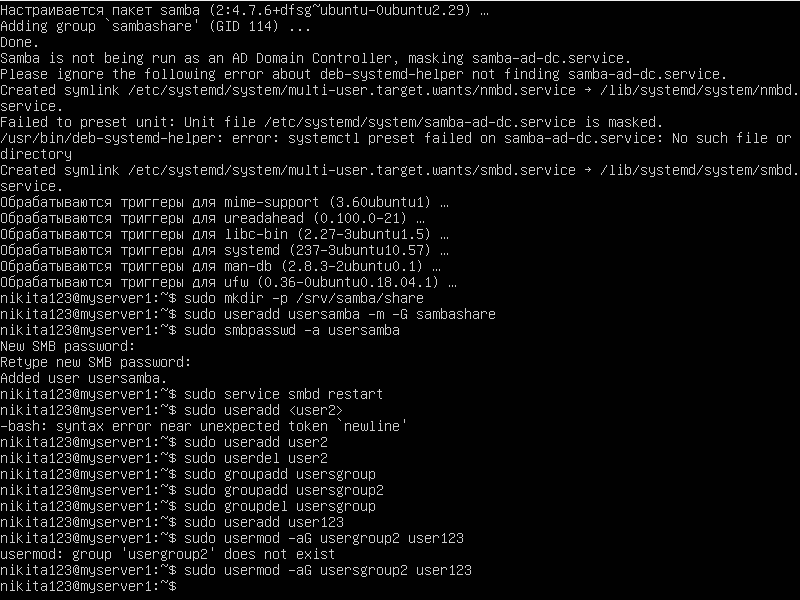 Настраивается пакет samba (2:4.7.6+dfsg~ubuntu-0ubuntu2.29) …
Adding group `sambashare' (GID 114) ...
Done.
Samba is not being run as an AD Domain Controller, masking samba-ad-dc.service.
Please ignore the following error about deb-systemd-helper not finding samba-ad-dc.service.
Created symlink /etc/systemd/system/multi-user.target.wants/nmbd.service → /lib/systemd/system/nmbd.
service.
Failed to preset unit: Unit file /etc/systemd/system/samba-ad-dc.service is masked.
/usr/bin/deb-systemd-helper: error: systemctl preset failed on samba-ad-dc.service: No such file or
directory
Created symlink /etc/systemd/system/multi-user.target.wants/smbd.service → /lib/systemd/system/smbd.
service.
Обрабатываются триггеры для mime-support (3.60ubuntu1) …
Обрабатываются триггеры для ureadahead (0.100.0-21) …
Обрабатываются триггеры для libc-bin (2.27-3ubuntu1.5) …
Обрабатываются триггеры для systemd (237-3ubuntu10.57) …
Обрабатываются триггеры для man-db (2.8.3-2ubuntu0.1) …
Обрабатываются триггеры для ufw (0.36-0ubuntu0.18.04.1) …
nikita123@myserver1:~$ sudo mkdir -p /srv/samba/share
nikita123@myserver1:~$ sudo useradd usersamba -m -G sambashare
nikita123@myserver1:~$ sudo smbpasswd -a usersamba
New SMB password:
Retype new SMB password:
Added user usersamba.
nikita123@myserver1:~$ sudo service smbd restart
nikita123@myserver1:~$ sudo useradd <user2>
-bash: syntax error near unexpected token `newline'
nikita123@myserver1:~$ sudo useradd user2
nikita123@myserver1:~$ sudo userdel user2
nikita123@myserver1:~$ sudo groupadd usersgroup
nikita123@myserver1:~$ sudo groupadd usersgroup2
nikita123@myserver1:~$ sudo groupdel usersgroup
nikita123@myserver1:~$ sudo useradd user123
nikita123@myserver1:~$ sudo usermod -aG usergroup2 user123
usermod: group 'usergroup2' does not exist
nikita123@myserver1:~$ sudo usermod -aG usersgroup2 user123
nikita123@myserver1:~$